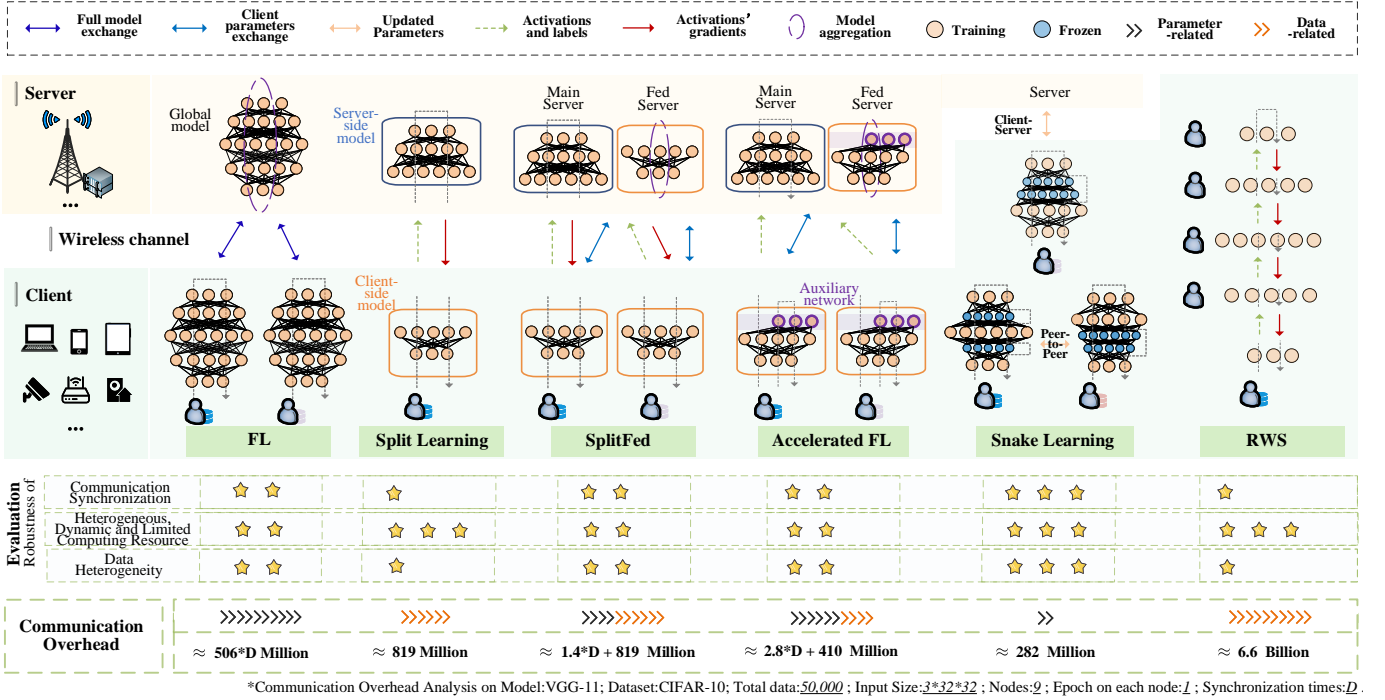 Full model
exchange
Client
parameters
exchange
Updated
Parameters
Activations
and labels
Activations’
gradients
Model
aggregation
Training
Frozen
Parameter
-related
Data
-related
Server
...
Global
model
Server-
side
model
Main
Server
Fed
Server
Main
Server
Fed
Server
Server
Client-
Server
Wireless channel
Client
...
Client-
side
model
Auxiliary
network
Peer-
to-
Peer
FL
Split Learning
SplitFed
Accelerated FL
Snake Learning
RWS
Evaluation
Robustness of
Communication
Synchronization
Heterogeneous,
Dynamic and Limited
Computing Resource
Data
Heterogeneity
Communication
Overhead
≈ 506*D Million
≈ 819 Million
≈ 1.4*D + 819 Million
≈ 2.8*D + 410 Million
≈ 282 Million
≈ 6.6 Billion
*Communication Overhead Analysis on Model:VGG-11; Dataset:CIFAR-10; Total data:50,000 ; Input Size:3*32*32 ; Nodes:9 ; Epoch on each node:1 ; Synchronization times:D .